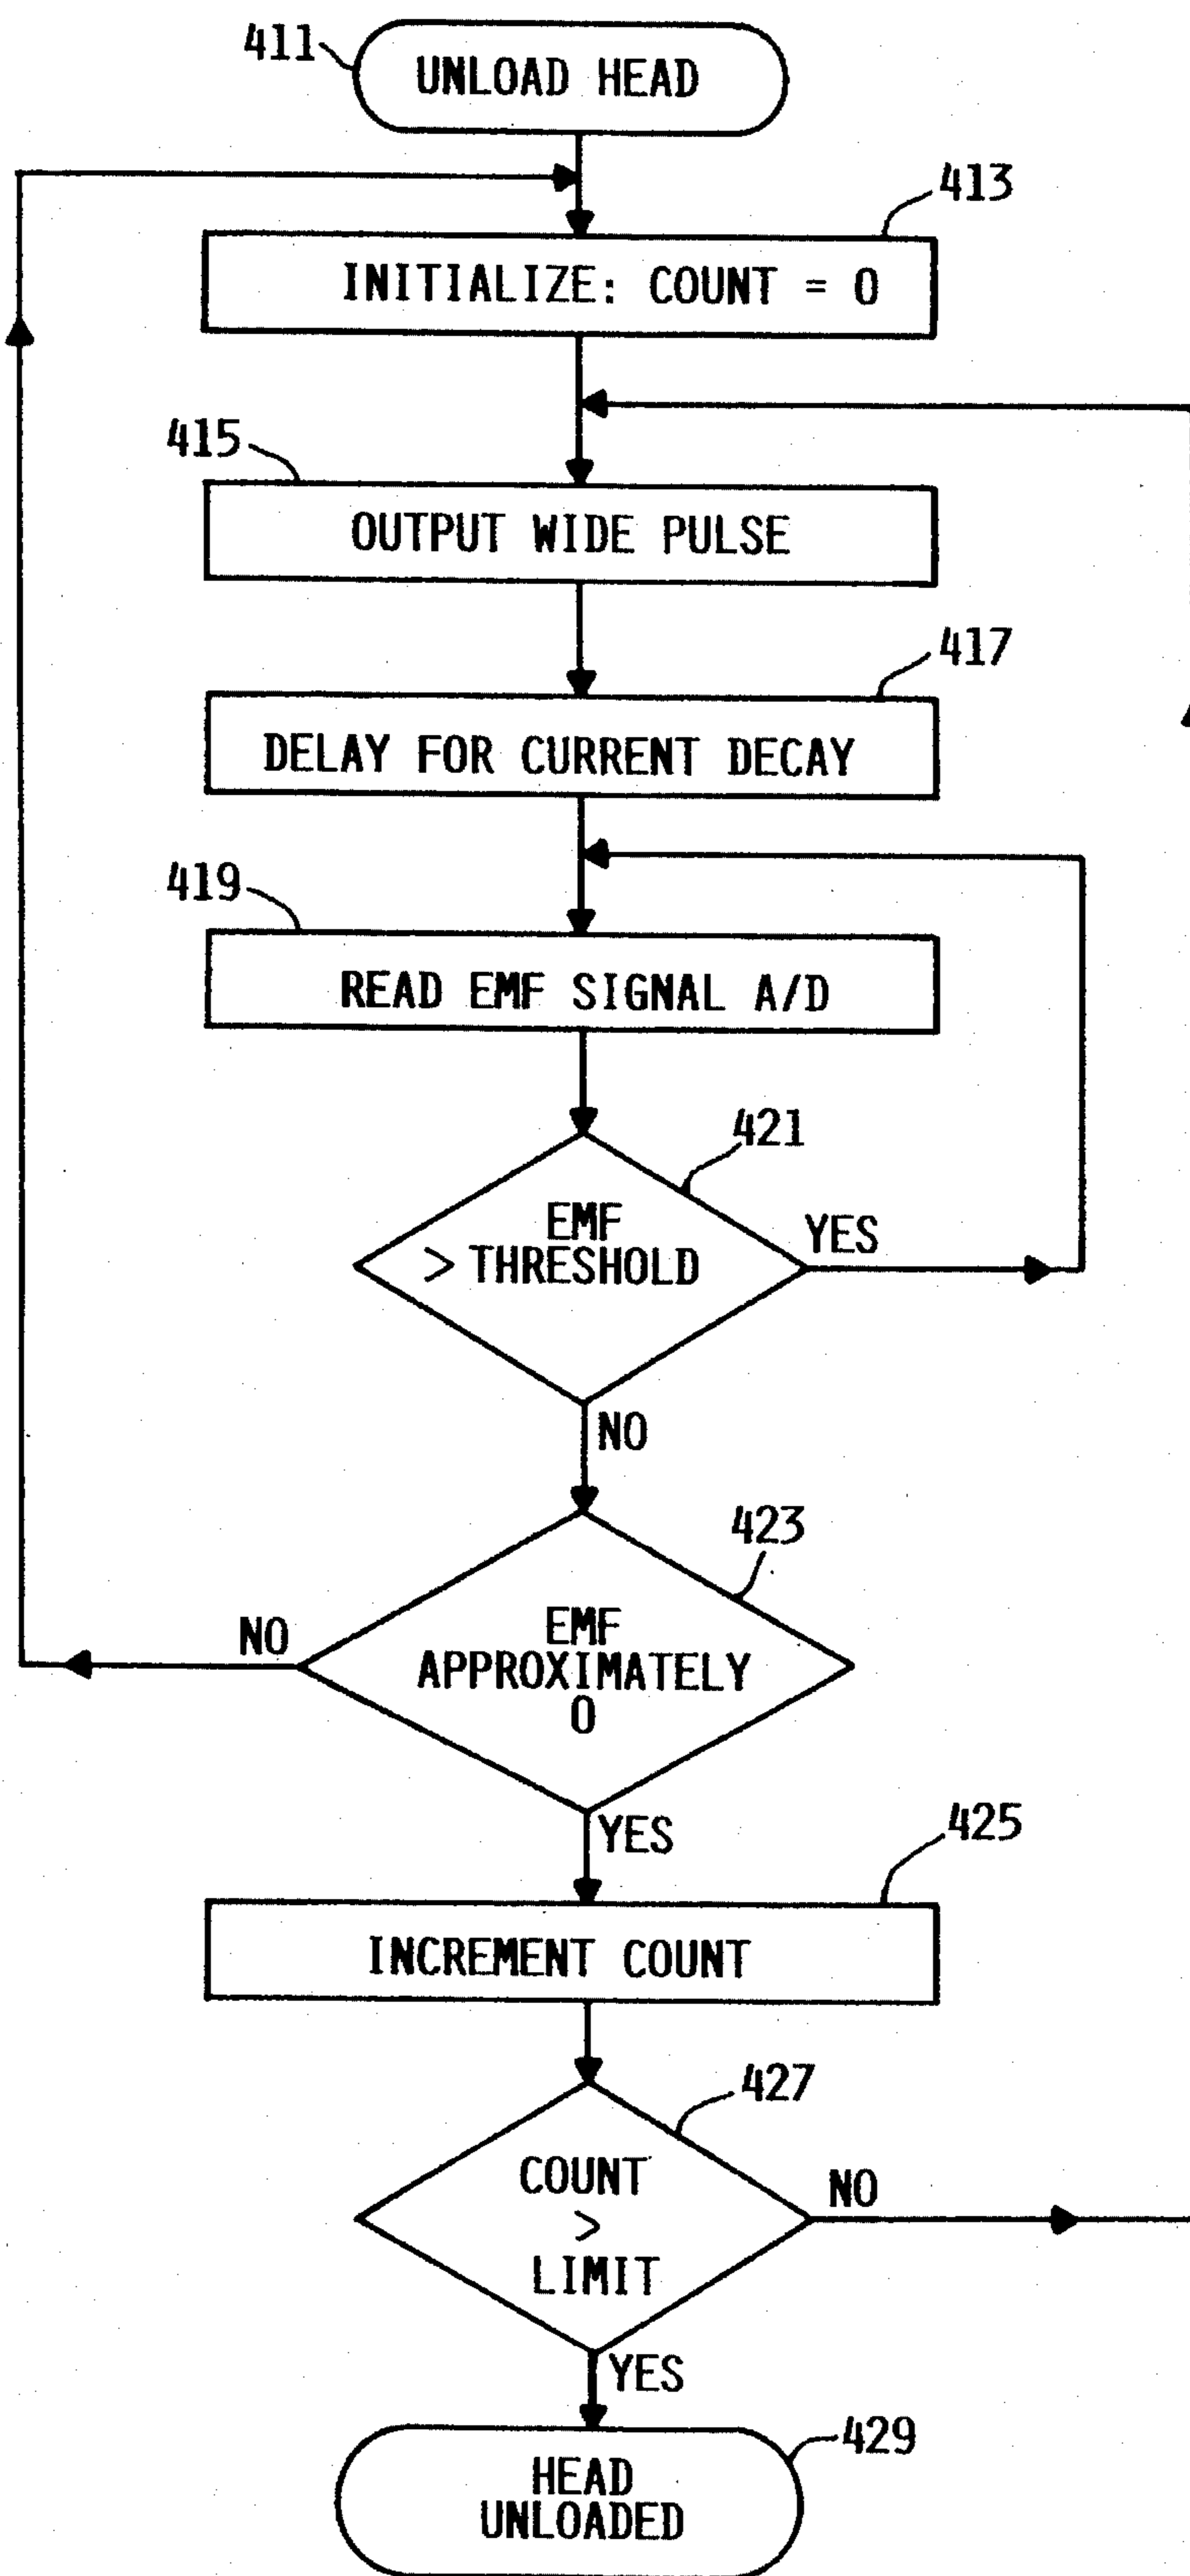 411
UNLOAD HEAD
413
INITIALIZE: COUNT = 0
415
OUTPUT WIDE PULSE
417
DELAY FOR CURRENT DECAY
419
READ EMF SIGNAL A/D
421
EMF
> THRESHOLD
YES
NO
423
EMF
APPROXIMATELY
0
NO
YES
425
INCREMENT COUNT
427
COUNT
>
LIMIT
NO
YES
429
HEAD
UNLOADED